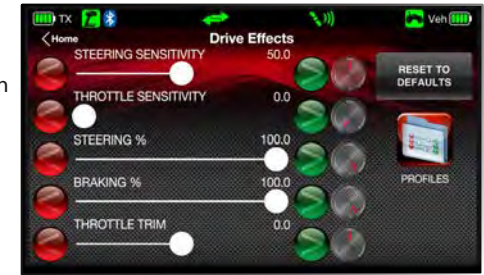 TX Veh
Home Drive Effects
STEERING SENSITIVITY 50.0
RESET TO
DEFAULTS
THROTTLE SENSITIVITY 0.0
STEERING % 100.0
BRAKING % 100.0
PROFILES
THROTTLE TRIM 0.0
n